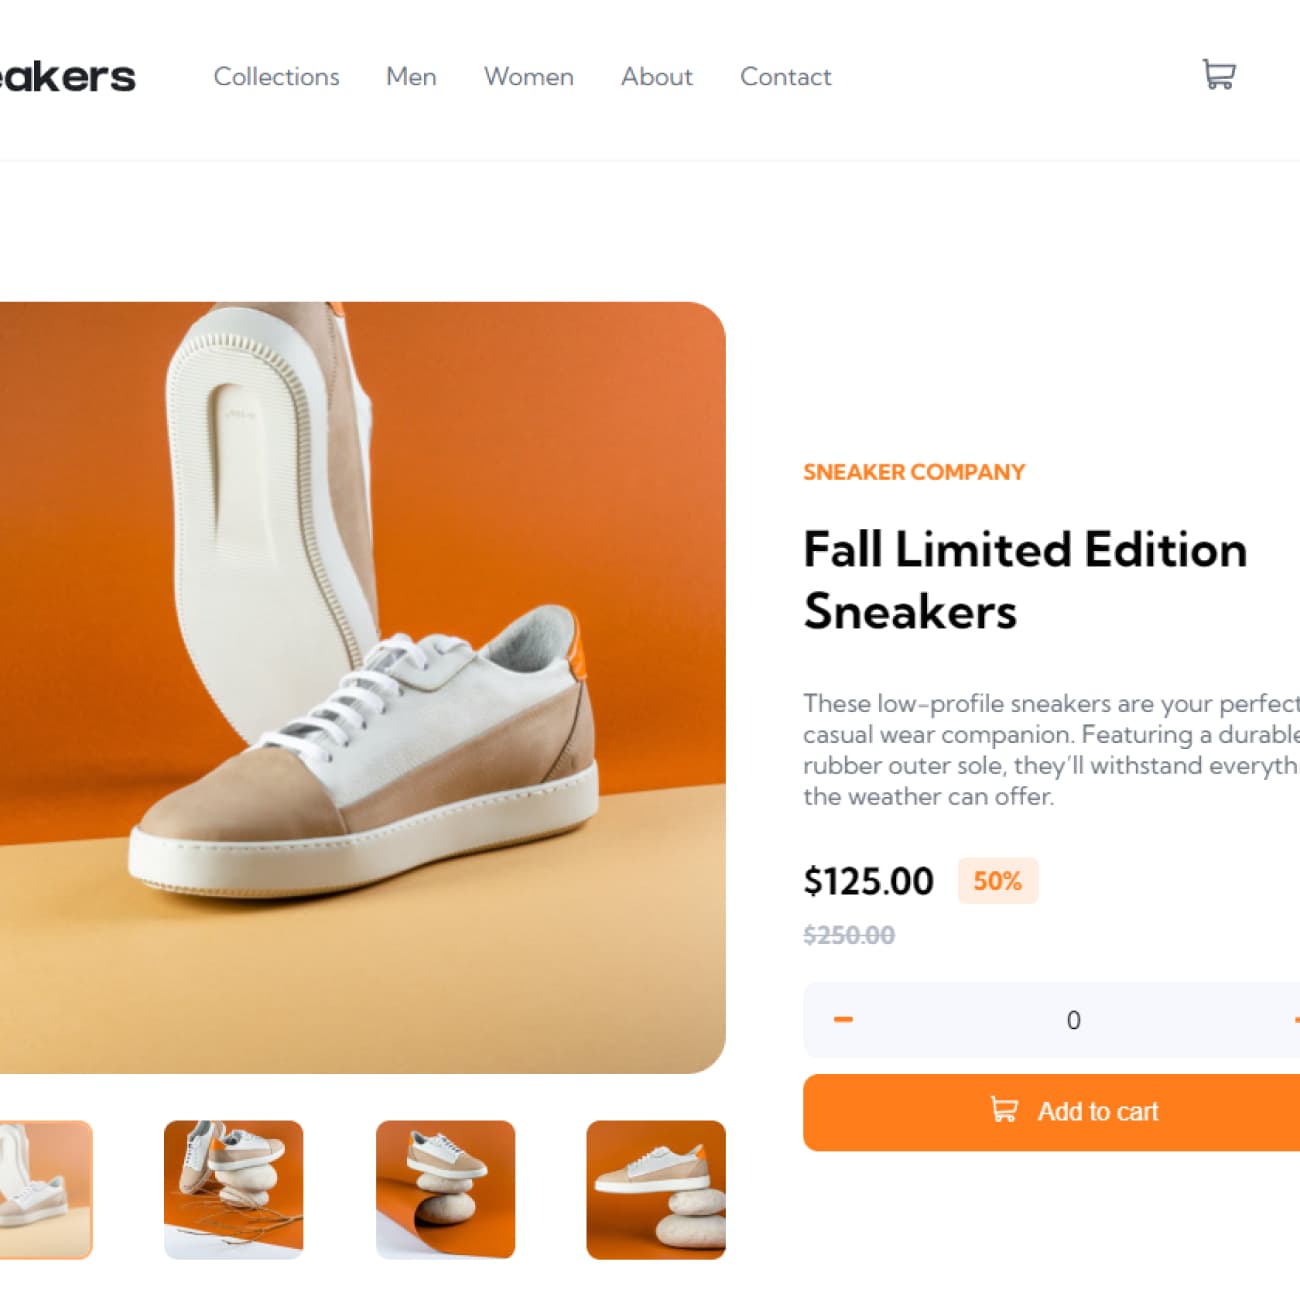 eakers
Collections Men Women About Contact
SNEAKER COMPANY
Fall Limited Edition
Sneakers
These low-profile sneakers are your perfect
casual wear companion. Featuring a durable
rubber outer sole, they'll withstand everyth
the weather can offer.
$125.00 50%
$250.00
0
Add to cart